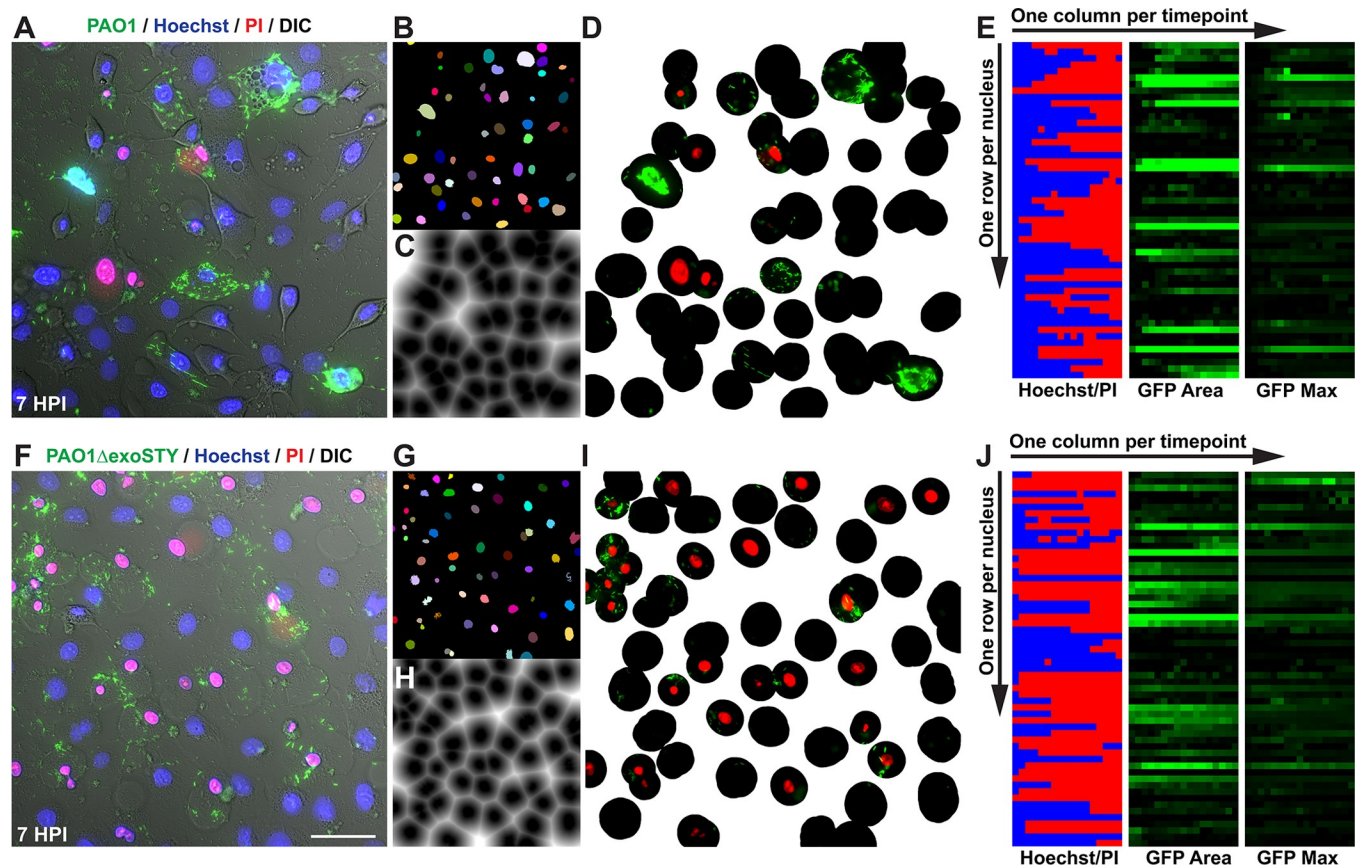 A
PAO1 / Hoechst / PI / DIC
7 HPI
B
C
D
E
One column per timepoint
One row per nucleus
Hoechst/PI
GFP Area
GFP Max
F
PAO1ΔexoSTY / Hoechst / PI / DIC
7 HPI
G
H
I
J
One column per timepoint
One row per nucleus
Hoechst/PI
GFP Area
GFP Max